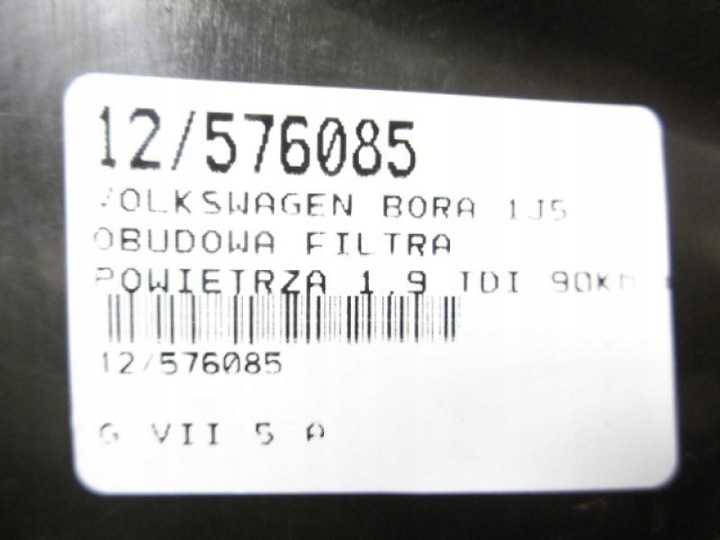 12/576085
VOLKSWAGEN BORA 1J5
OBUDOWA FILTRA
POWIETRZA 1.9 TDI 90KM
12/576085
G VII 5 A